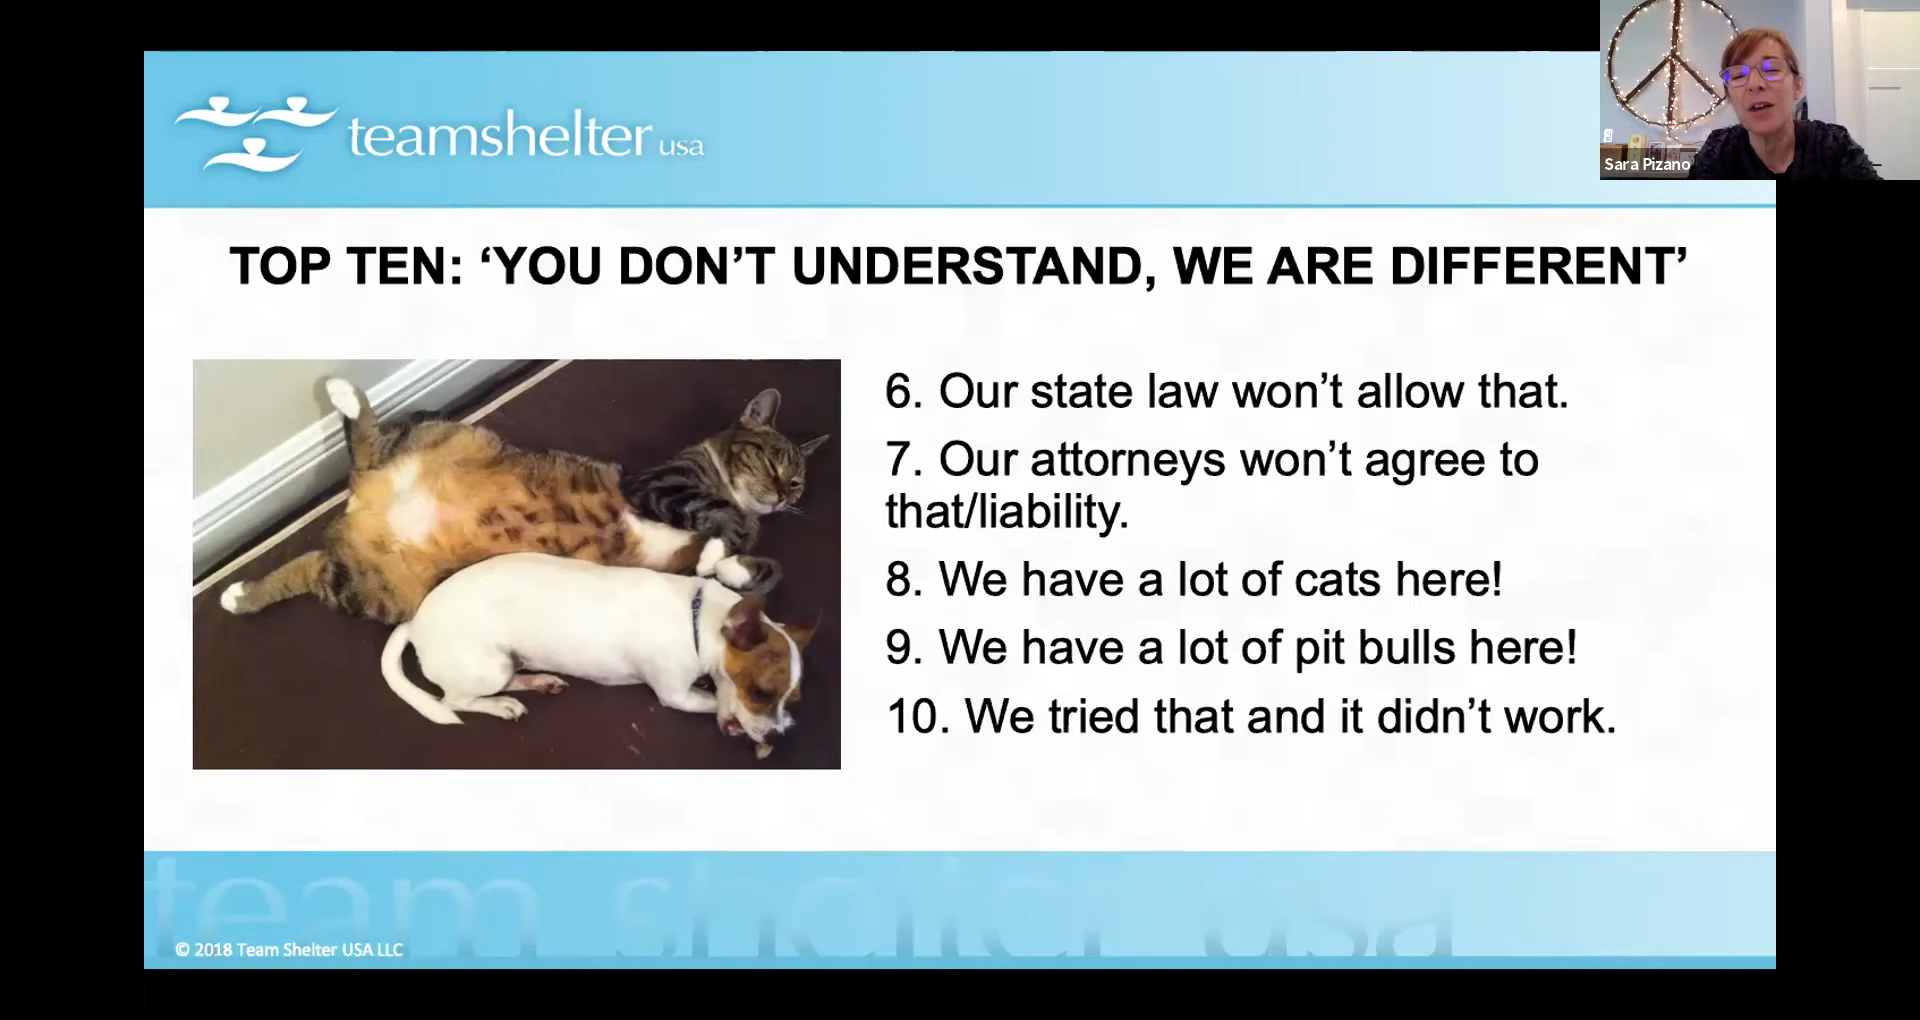 Sara Pizano
teamshelter usa
TOP TEN: ‘YOU DON’T UNDERSTAND, WE ARE DIFFERENT’
6. Our state law won’t allow that.
7. Our attorneys won’t agree to
that/liability.
8. We have a lot of cats here!
9. We have a lot of pit bulls here!
10. We tried that and it didn’t work.
team shelter usa
© 2018 Team Shelter USA LLC